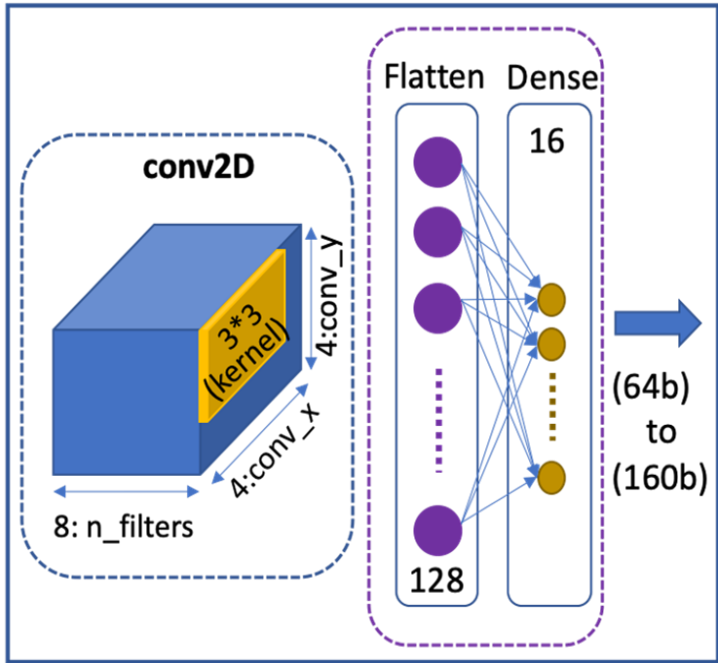 conv2D
3*3
(kernel)
4:conv_y
4:conv_x
8: n_filters
Flatten
Dense
16
128
(64b)
to
(160b)